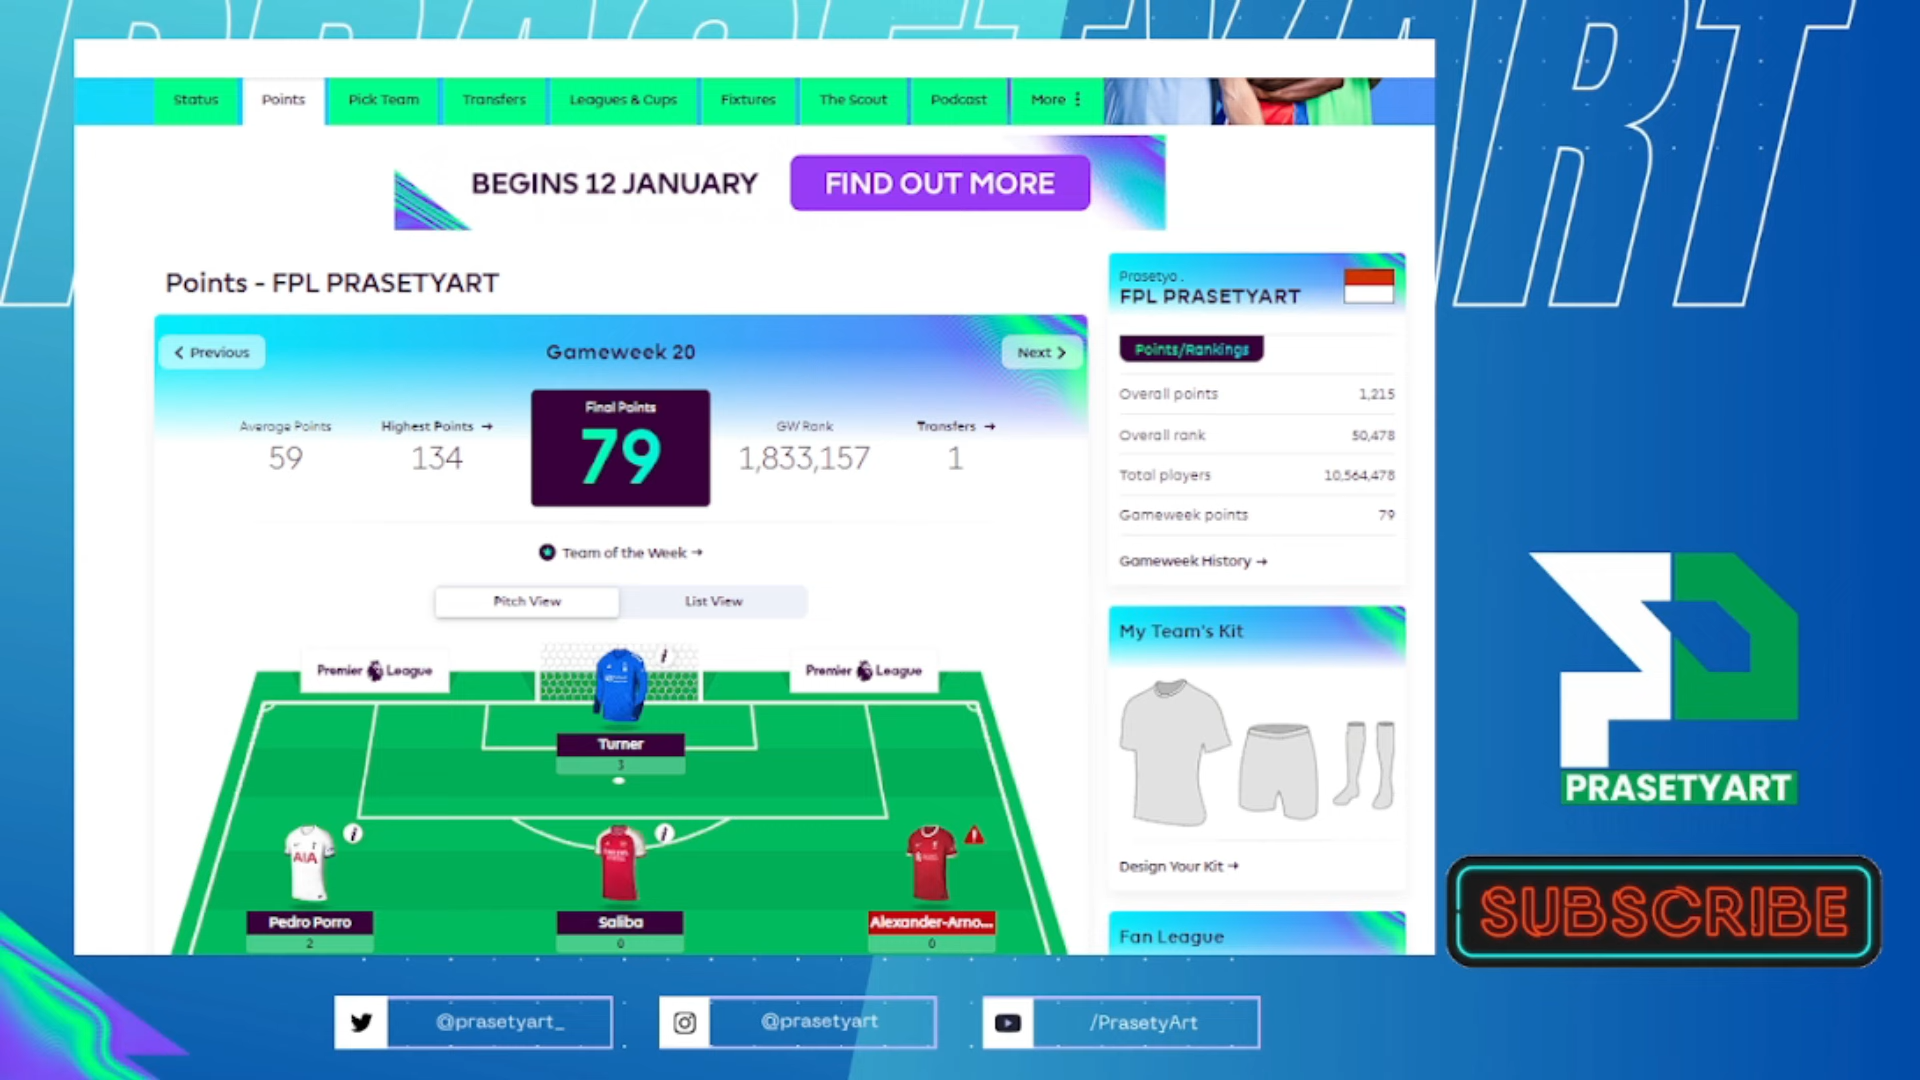 PRASETYART
Status
Points
Pick Team
Transfers
Leagues & Cups
Fixtures
The Scout
Podcast
More
BEGINS 12 JANUARY
FIND OUT MORE
Points - FPL PRASETYART
Previous
Gameweek 20
Next
Average Points
59
Highest Points →
134
Final Points
79
GW Rank
1,833,157
Transfers →
1
Team of the Week →
Pitch View
List View
Premier League
Premier League
Turner
3
AIA
Pedro Porro
2
Saliba
0
Alexander-Arno...
0
Prasetyo .
FPL PRASETYART
Points/Rankings
Overall points 1,215
Overall rank 50,478
Total players 10,564,478
Gameweek points 79
Gameweek History →
My Team's Kit
Design Your Kit →
Fan League
PRASETYART
SUBSCRIBE
@prasetyart_
@prasetyart
/PrasetyArt